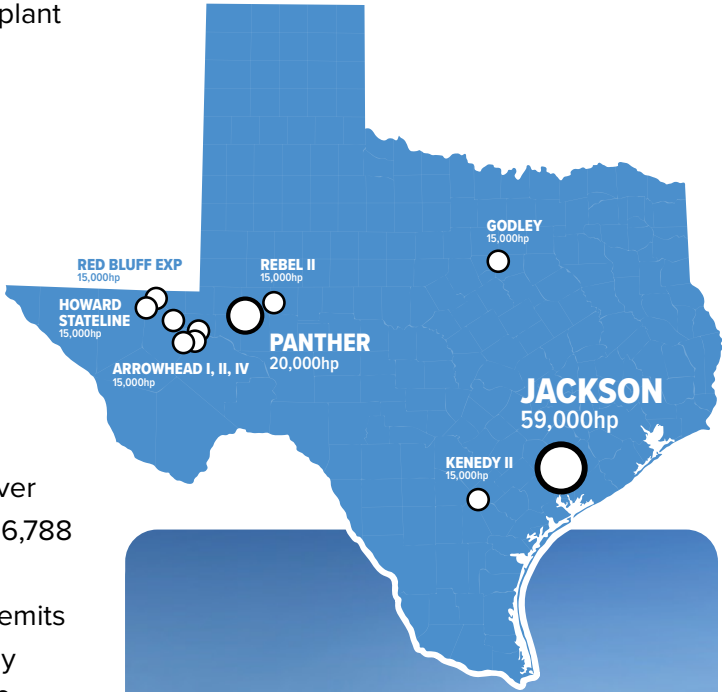 plant
GODLEY
15,000hp
RED BLUFF EXP
15,000hp
REBEL II
15,000hp
HOWARD
STATELINE
15,000hp
PANTHER
20,000hp
ARROWHEAD I, II, IV
15,000hp
JACKSON
59,000hp
KENEDY II
15,000hp
ver
6,788
emits
y